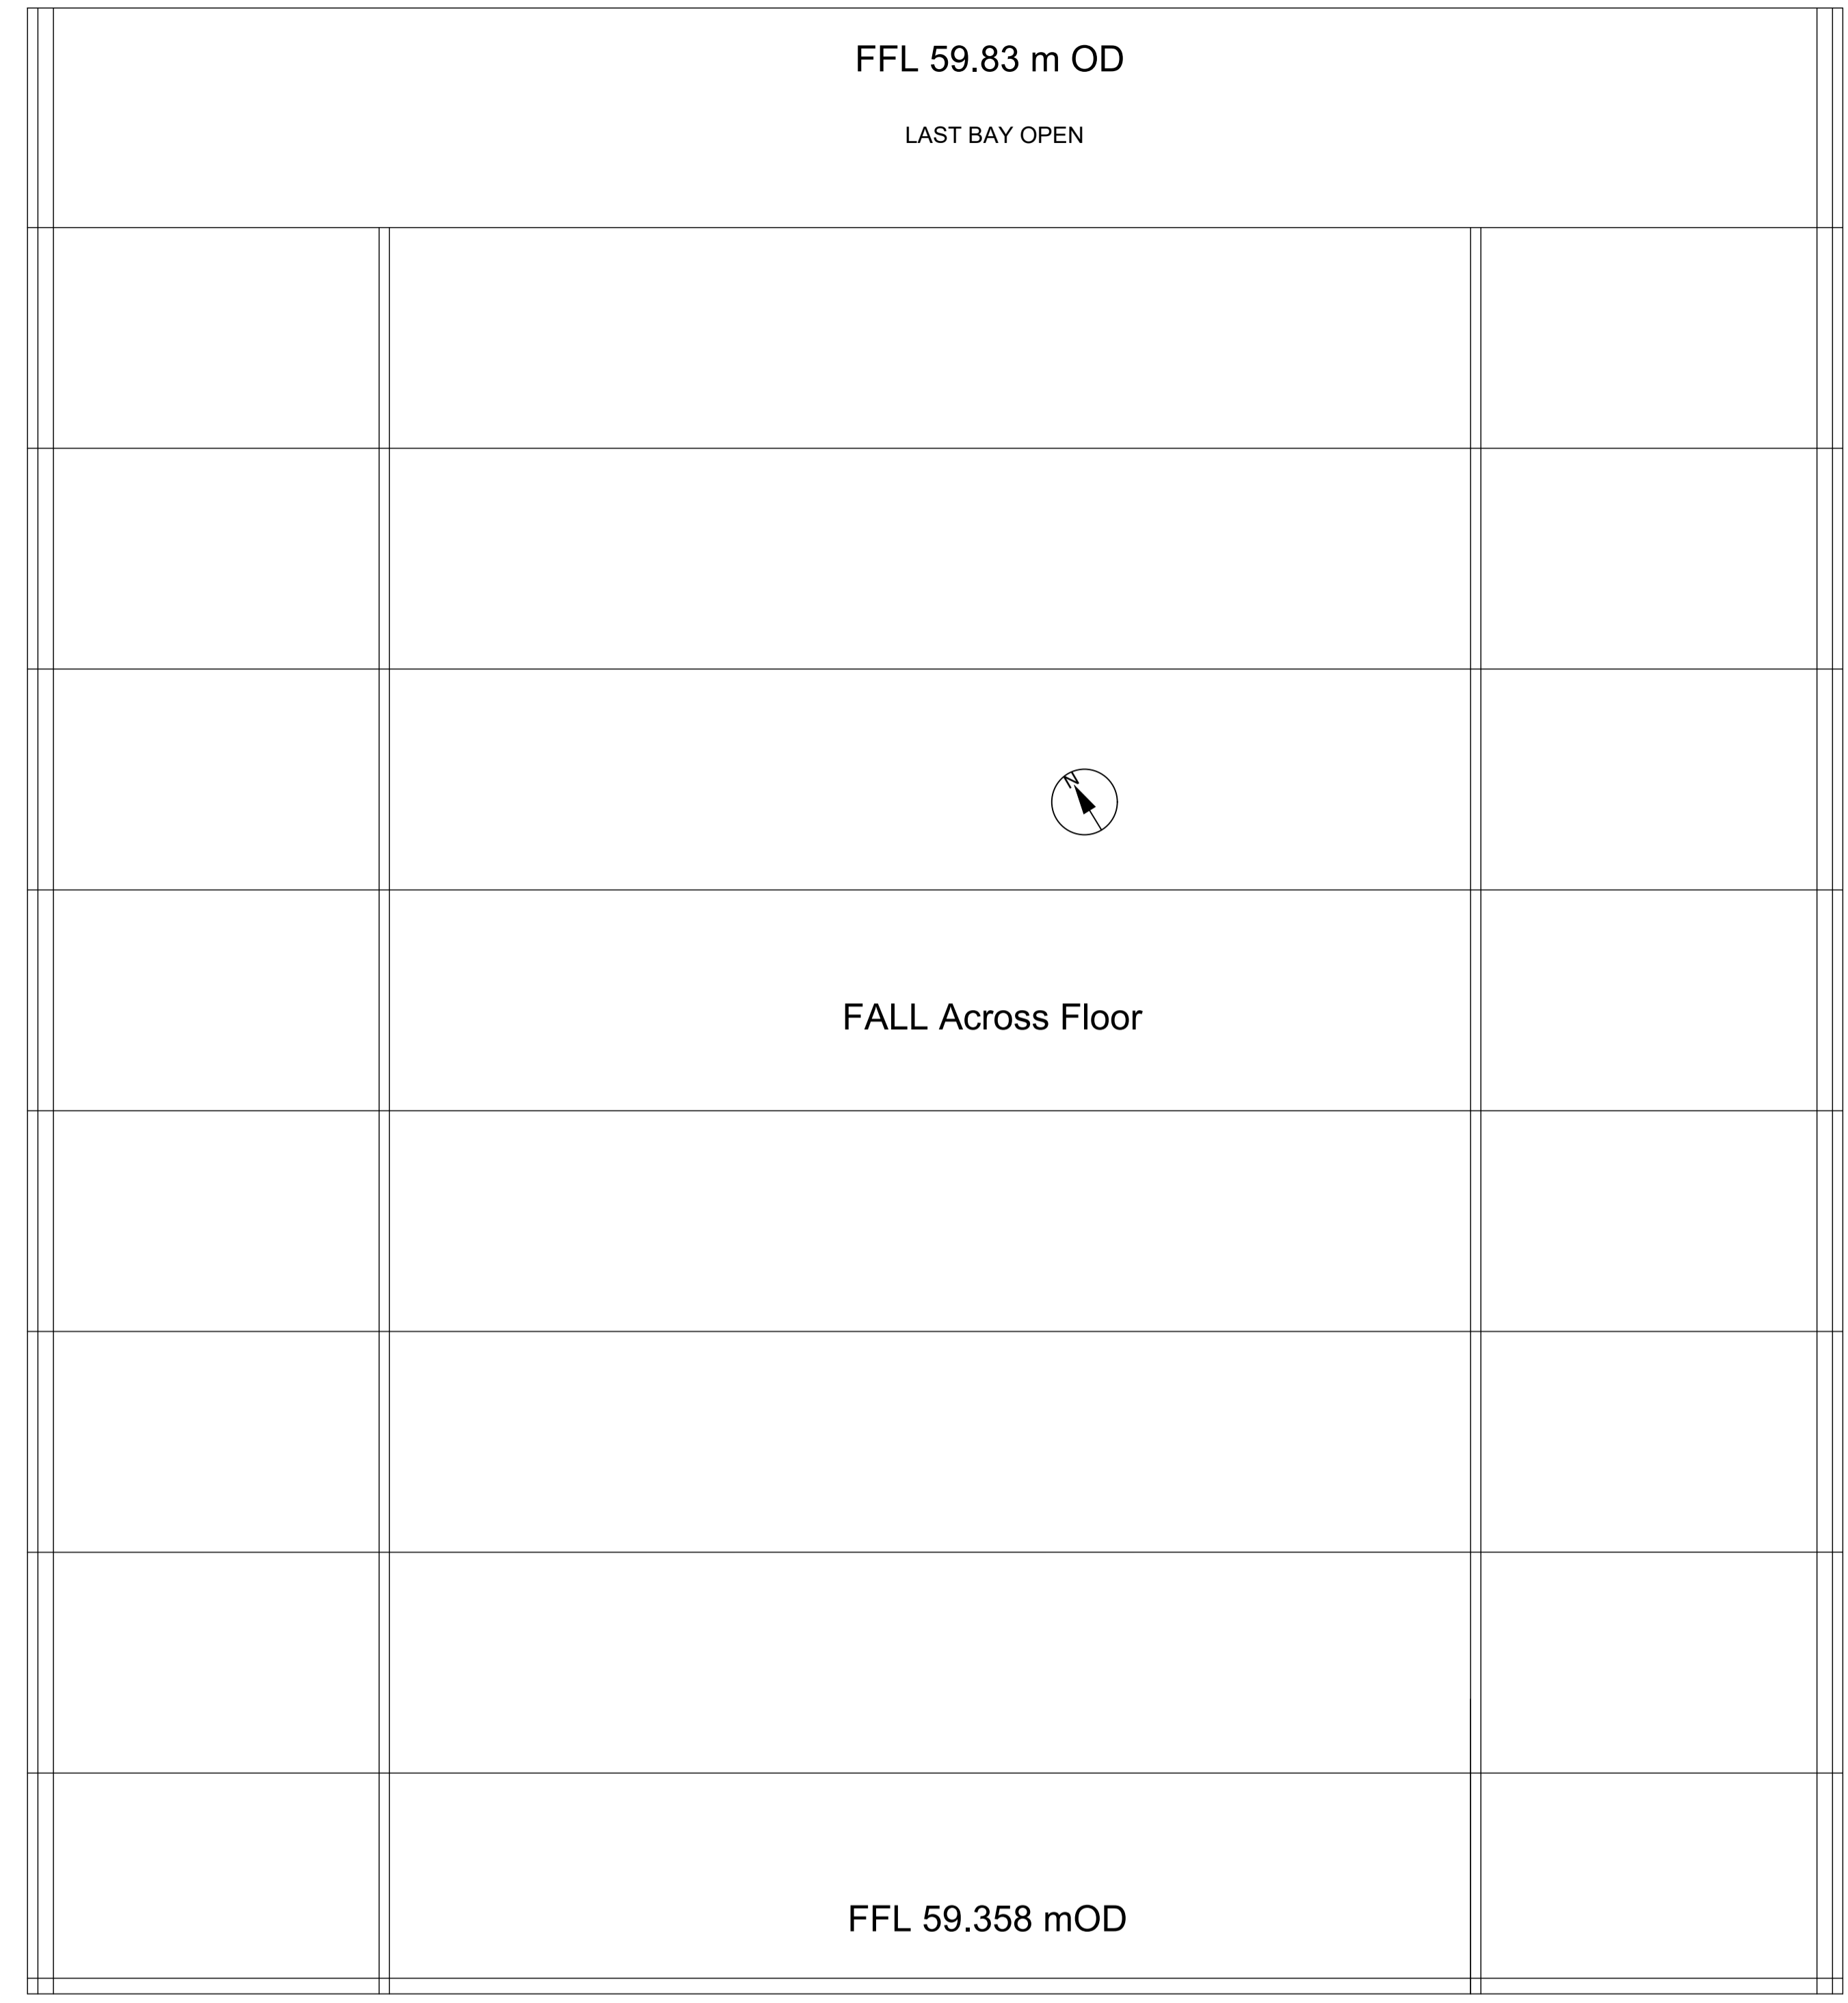 FFL 59.83 m OD
LAST BAY OPEN
N
FALL Across Floor
FFL 59.358 mOD